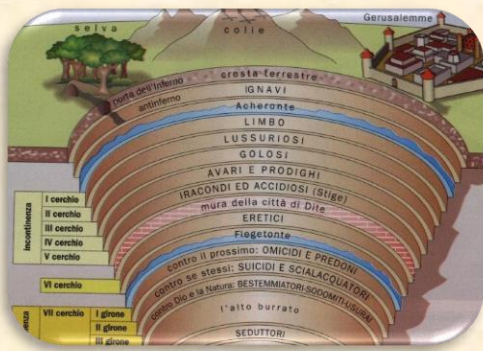 selva
colle
Gerusalemme
porta dell'Inferno
crosta terrestre
antinferno
IGNAVI
Acheronte
LIMBO
LUSSURIOSI
GOLOSI
AVARI E PRODIGHI
IRACONDI ED ACCIDIOSI (Stige)
mura della città di Dite
ERETICI
Flegetonte
contro il prossimo: OMICIDI E PREDONI
contro se stessi: SUICIDI E SCIALACQUATORI
contro Dio e la Natura: BESTEMMIATORI-SODOMITI-USURAI
l'alto burrato
SEDUTTORI
incontinenza
I cerchio
II cerchio
III cerchio
IV cerchio
V cerchio
VI cerchio
VII cerchio
I girone
II girone
III girone